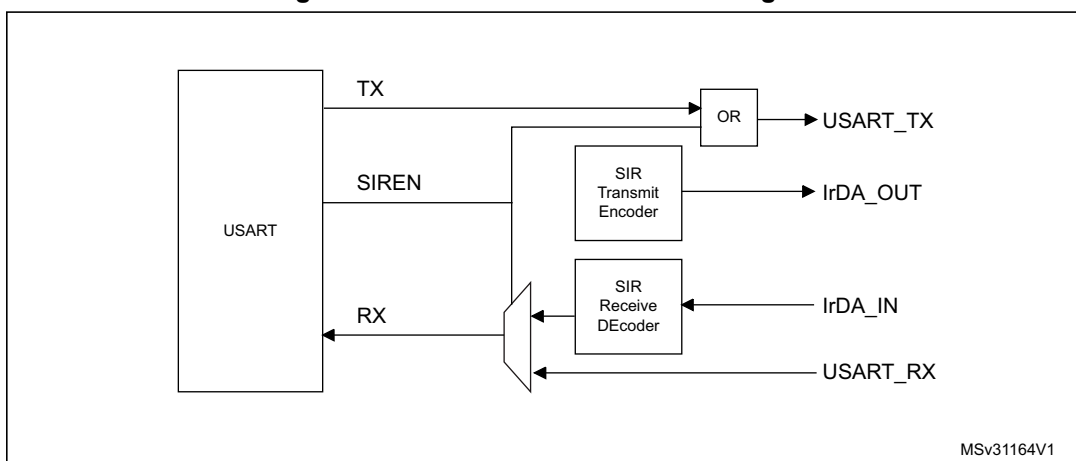 TX
OR
USART_TX
SIREN
SIR
Transmit
Encoder
IrDA_OUT
USART
SIR
Receive
DEcoder
IrDA_IN
RX
USART_RX
MSv31164V1